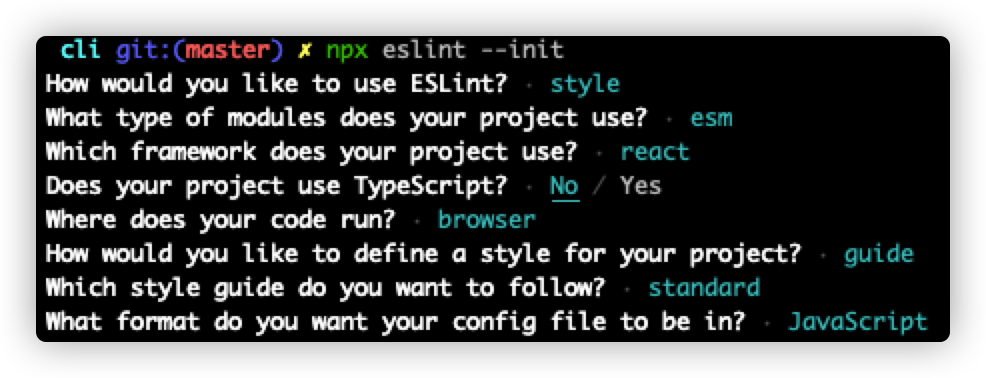 cli git:(master) ✗ npx eslint --init
How would you like to use ESLint? · style
What type of modules does your project use? · esm
Which framework does your project use? · react
Does your project use TypeScript? · No / Yes
Where does your code run? · browser
How would you like to define a style for your project? · guide
Which style guide do you want to follow? · standard
What format do you want your config file to be in? · JavaScript